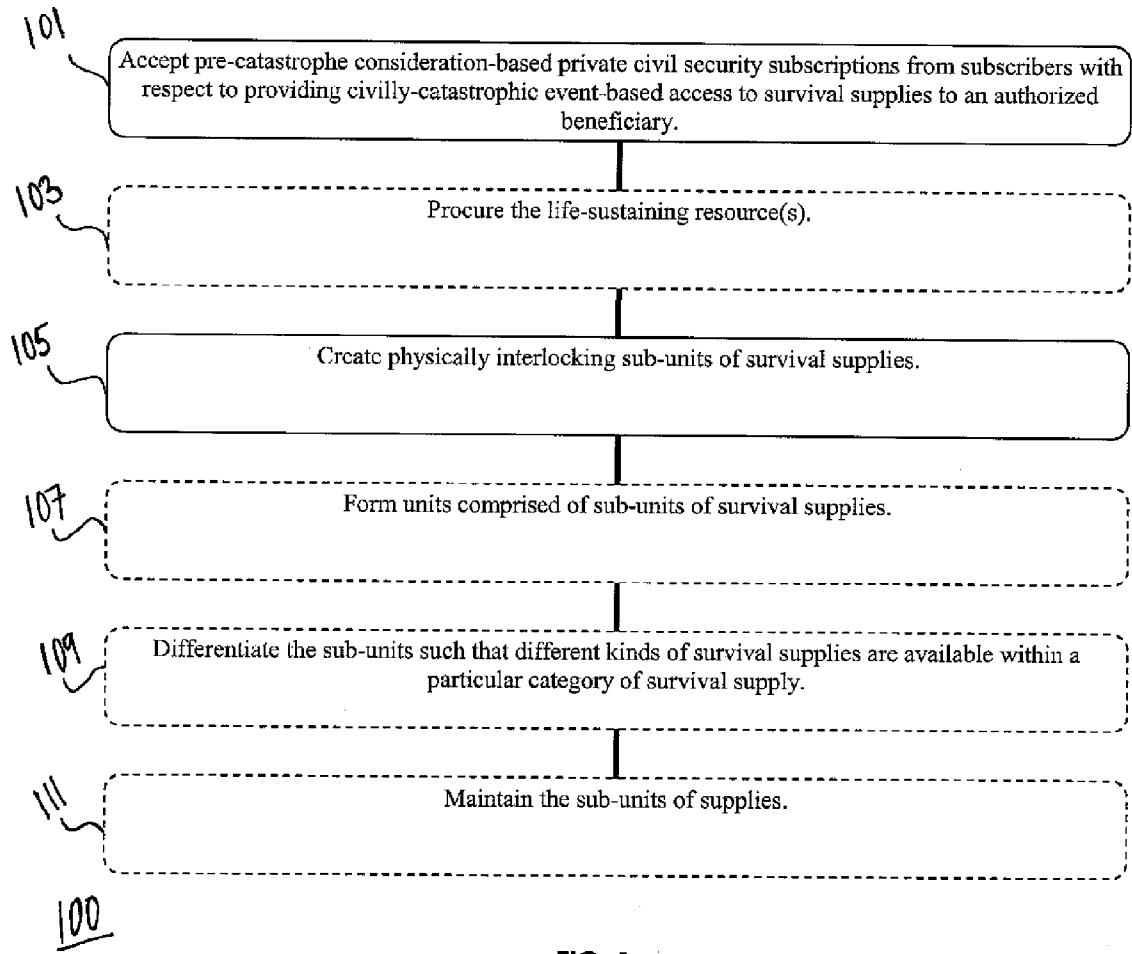 101
Accept pre-catastrophe consideration-based private civil security subscriptions from subscribers with
respect to providing civilly-catastrophic event-based access to survival supplies to an authorized
beneficiary.
103
Procure the life-sustaining resource(s).
105
Create physically interlocking sub-units of survival supplies.
107
Form units comprised of sub-units of survival supplies.
109
Differentiate the sub-units such that different kinds of survival supplies are available within a
particular category of survival supply.
111
Maintain the sub-units of supplies.
100